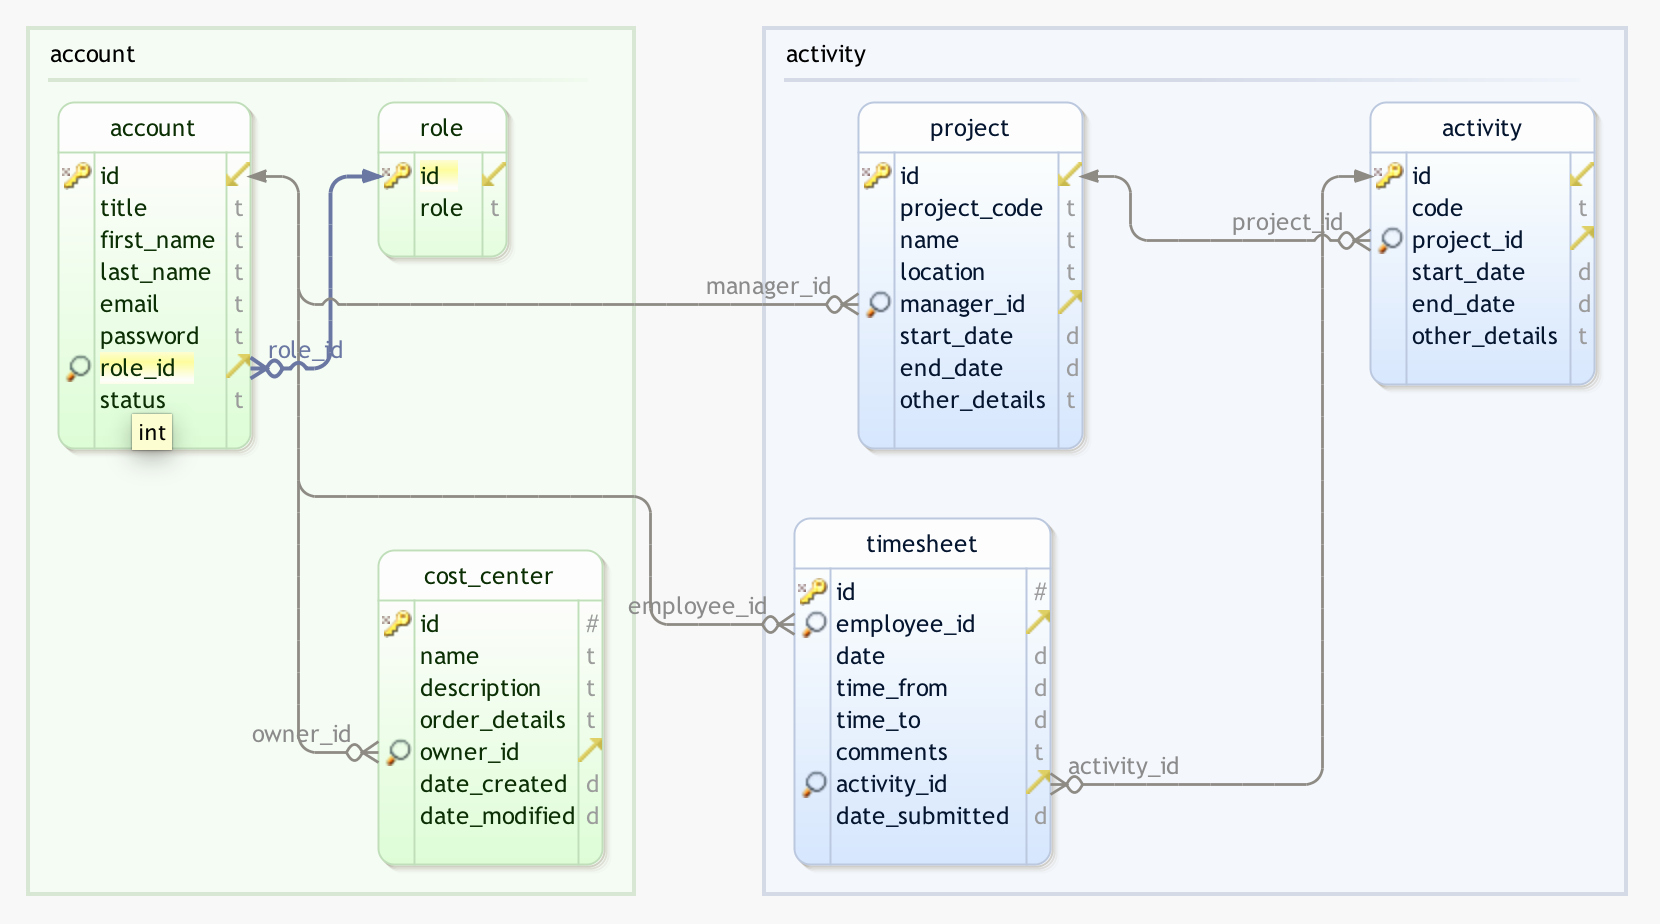 account
account
id
title t
first_name t
last_name t
email t
password t
role_id
status t
int
role
id
role t
role_id
manager_id
cost_center
id #
name t
description t
order_details t
owner_id
date_created d
date_modified d
owner_id
employee_id
activity
project
id
project_code t
name t
location t
manager_id
start_date d
end_date d
other_details t
project_id
activity
id
code t
project_id
start_date d
end_date d
other_details t
timesheet
id #
employee_id
date d
time_from d
time_to d
comments t
activity_id
date_submitted d
activity_id